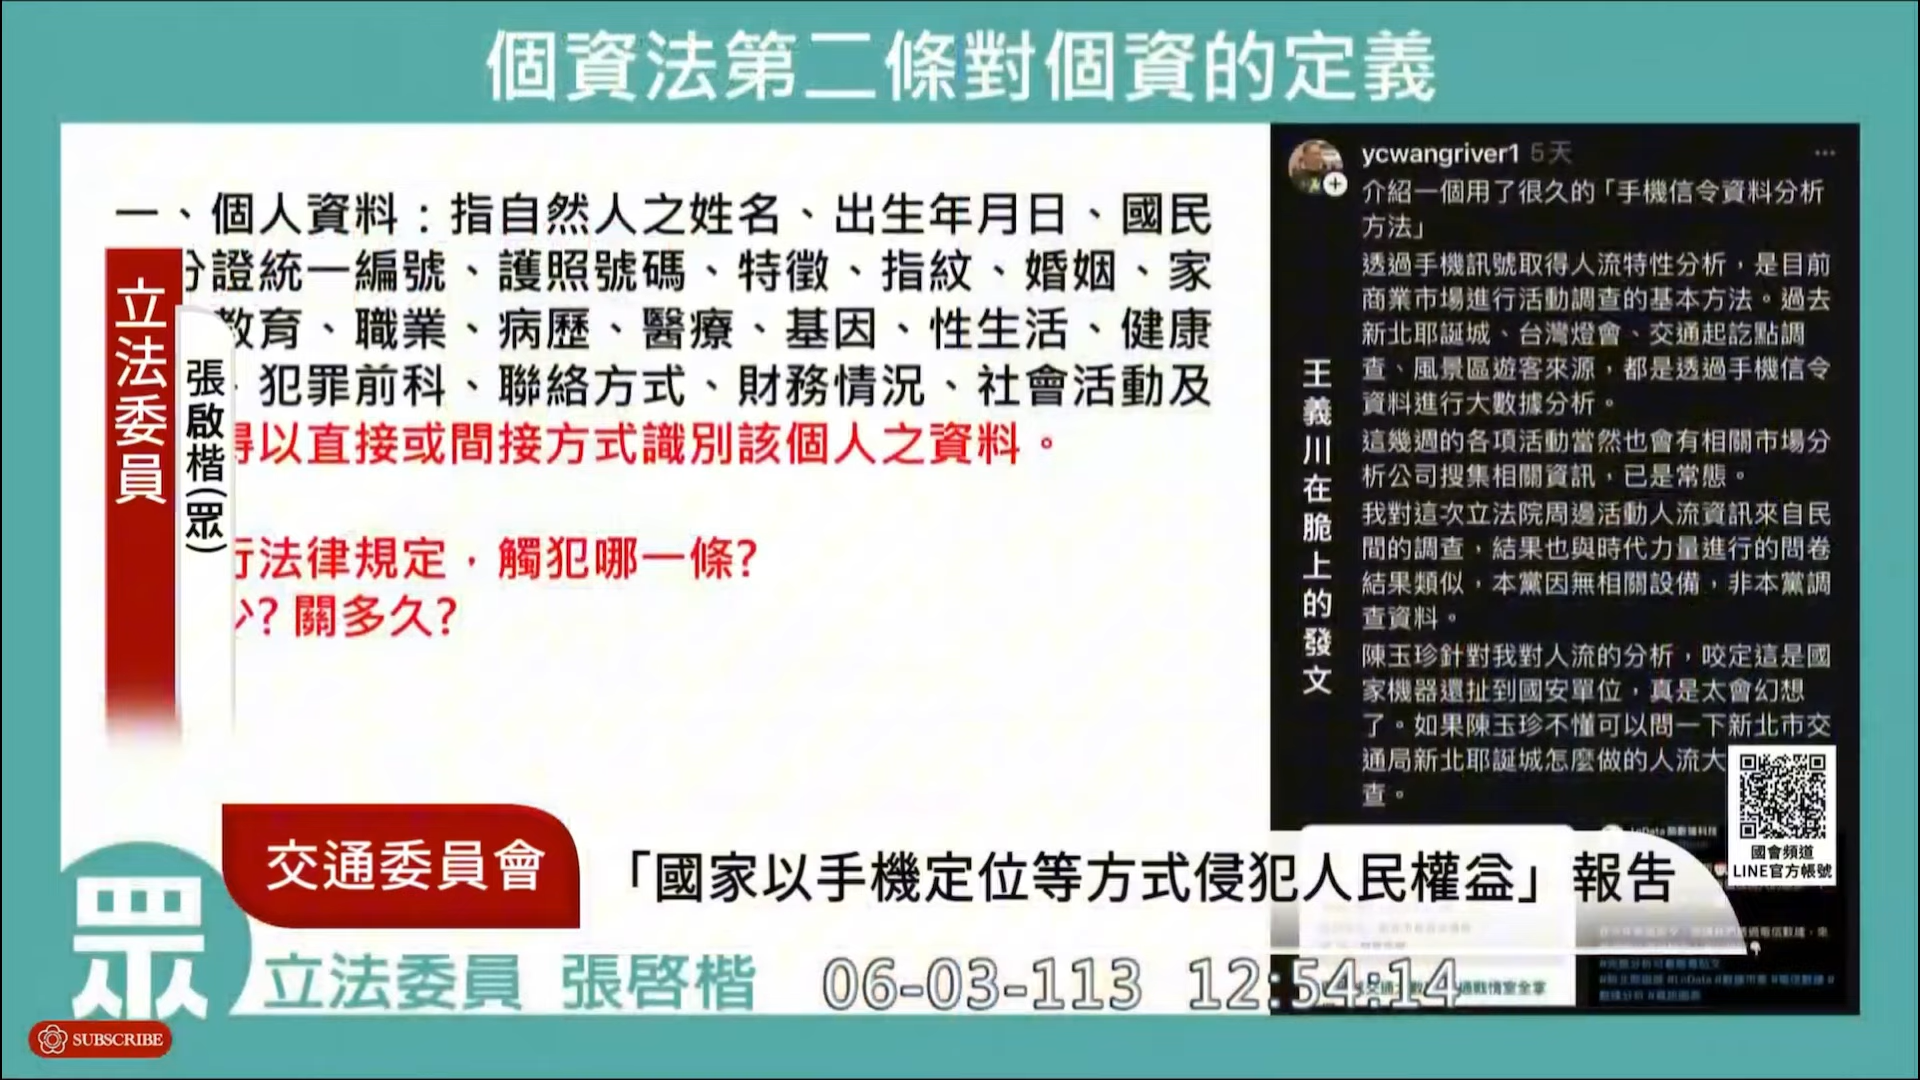 個資法第二條對個資的定義
一、個人資料：指自然人之姓名、出生年月日、國民
證統一編號、護照號碼、特徵、指紋、婚姻、家
教育、職業、病歷、醫療、基因、性生活、健康
、犯罪前科、聯絡方式、財務情況、社會活動及
得以直接或間接方式識別該個人之資料。
行法律規定，觸犯哪一條?
少? 關多久?
立法委員
張啟楷(眾)
王義川在脆上的發文
ycwangriver1 5天
介紹一個用了很久的「手機信令資料分析
方法」
透過手機訊號取得人流特性分析，是目前
商業市場進行活動調查的基本方法。過去
新北耶誕城、台灣燈會、交通起訖點調
查、風景區遊客來源，都是透過手機信令
資料進行大數據分析。
這幾週的各項活動當然也會有相關市場分
析公司搜集相關資訊，已是常態。
我對這次立法院周邊活動人流資訊來自民
間的調查，結果也與時代力量進行的問卷
結果類似，本黨因無相關設備，非本黨調
查資料。
陳玉珍針對我對人流的分析，咬定這是國
家機器還扯到國安單位，真是太會幻想
了。如果陳玉珍不懂可以問一下新北市交
通局新北耶誕城怎麼做的人流大
查。
國會頻道
LINE官方帳號
交通委員會
「國家以手機定位等方式侵犯人民權益」報告
眾
立法委員 張啓楷
06-03-113 12:54:14
SUBSCRIBE